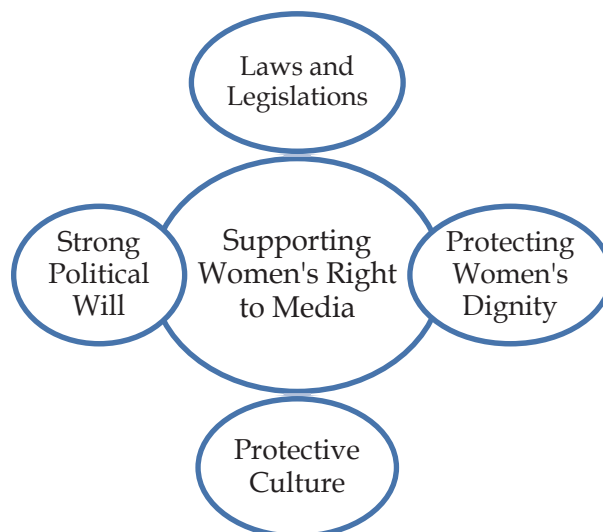 Laws and
Legislations
Strong
Political
Will
Supporting
Women's Right
to Media
Protecting
Women's
Dignity
Protective
Culture